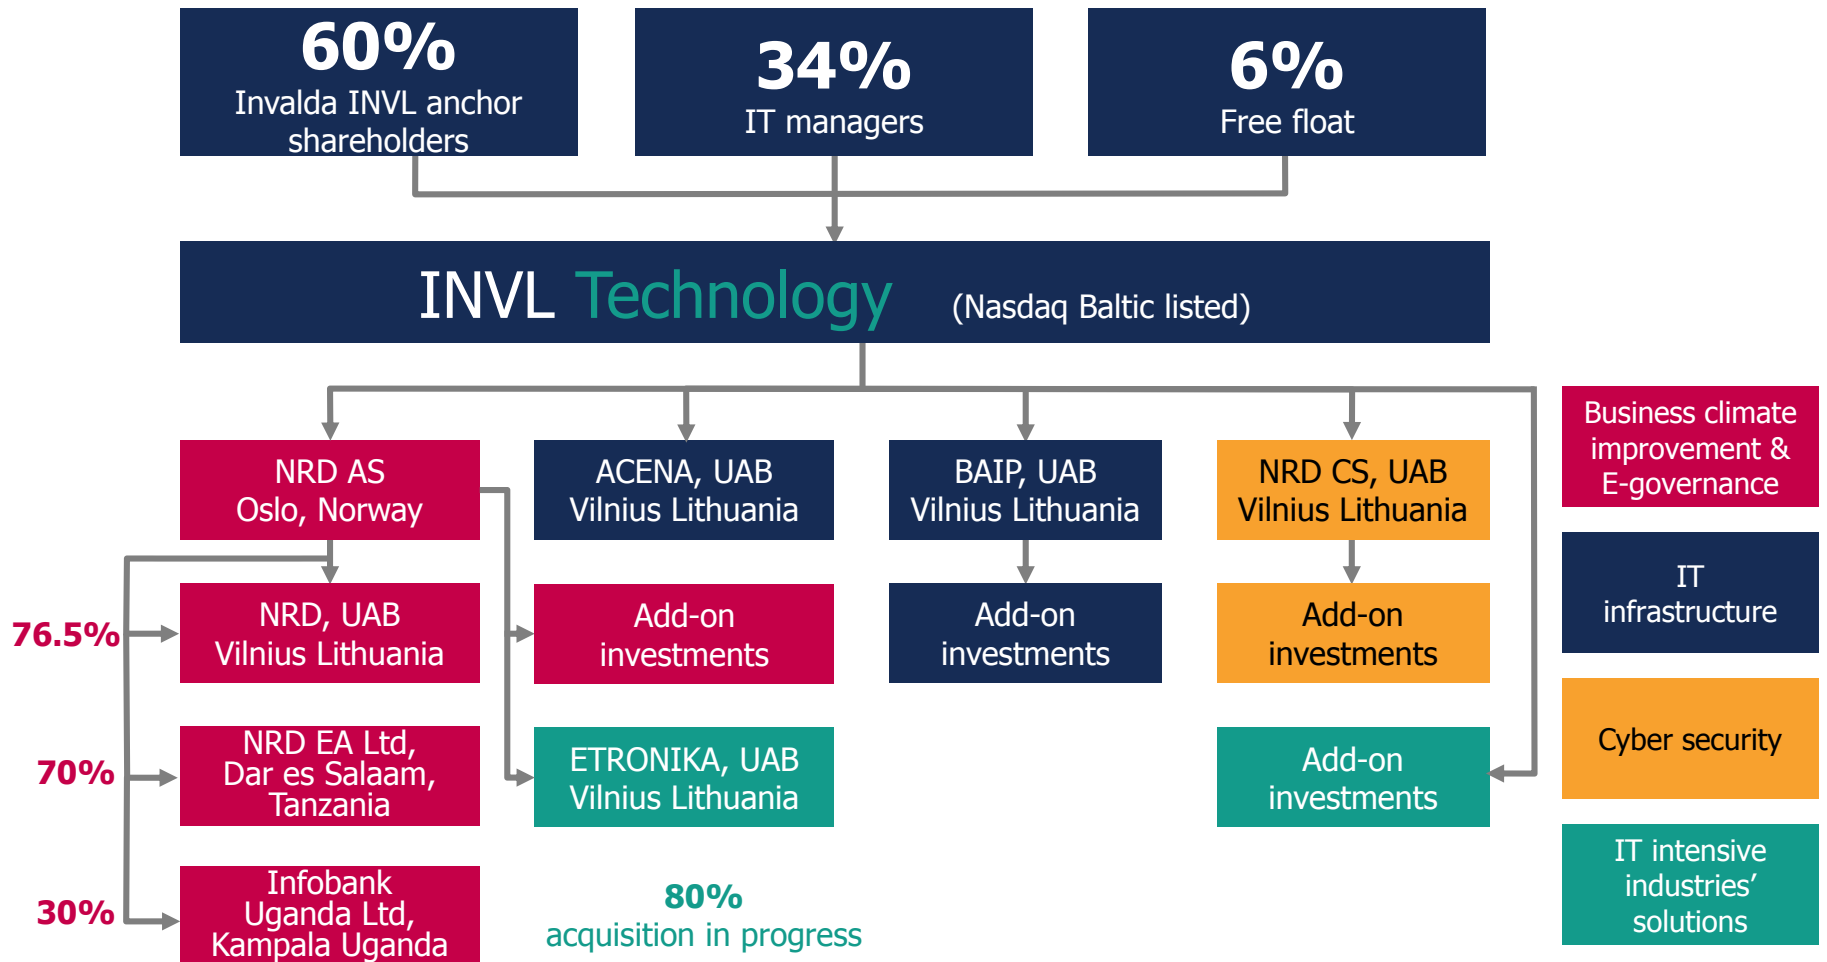 60%
Invalda INVL anchor
shareholders
34%
IT managers
6%
Free float
INVL Technology (Nasdaq Baltic listed)
NRD AS
Oslo, Norway
ACENA, UAB
Vilnius Lithuania
BAIP, UAB
Vilnius Lithuania
NRD CS, UAB
Vilnius Lithuania
76.5%
NRD, UAB
Vilnius Lithuania
Add-on
investments
Add-on
investments
Add-on
investments
70%
NRD EA Ltd,
Dar es Salaam,
Tanzania
ETRONIKA, UAB
Vilnius Lithuania
Add-on
investments
30%
Infobank
Uganda Ltd,
Kampala Uganda
80%
acquisition in progress
Business climate
improvement &
E-governance
IT
infrastructure
Cyber security
IT intensive
industries’
solutions